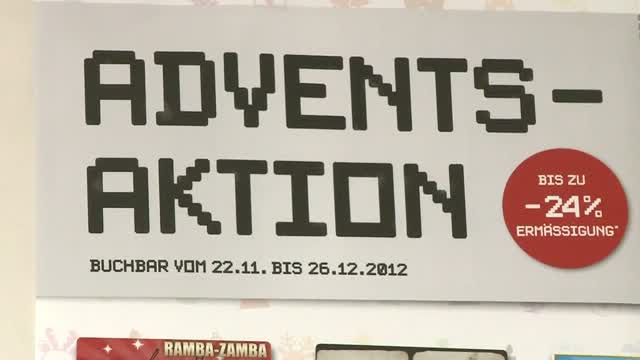 ADVENTS-
AKTION
BIS ZU
-24%
ERMÄSSIGUNG*
BUCHBAR VOM 22.11. BIS 26.12.2012
RAMBA-ZAMBA